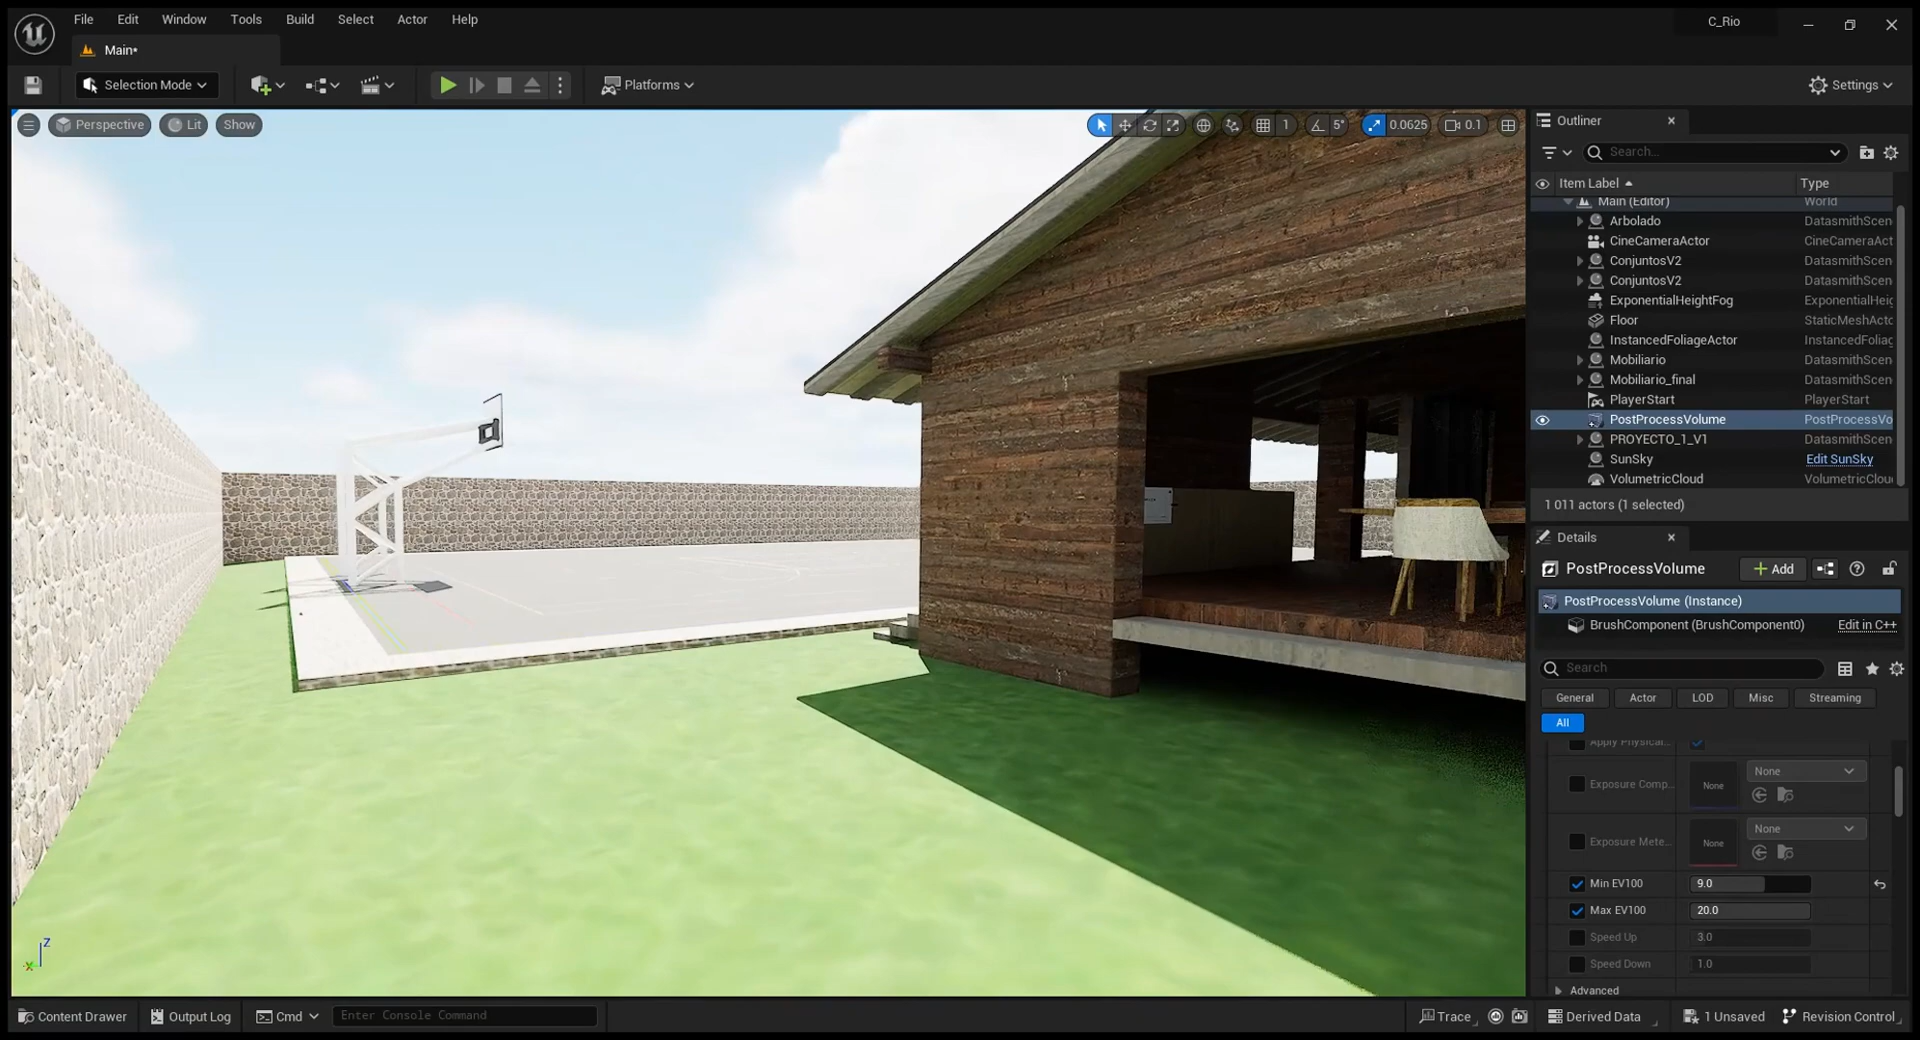 File Edit Window Tools Build Select Actor Help
C_Rio
Main•
Selection Mode
Platforms
Settings
Perspective Lit Show
1 5° 0.0625 0.1
Outliner
Search...
Item Label Type
Main (Editor) World
Arbolado DatasmithScen
CineCameraActor CineCameraAct
ConjuntosV2 DatasmithScen
ConjuntosV2 DatasmithScen
ExponentialHeightFog ExponentialHeig
Floor StaticMeshActo
InstancedFoliageActor InstancedFoliag
Mobiliario DatasmithScen
Mobiliario_final DatasmithScen
PlayerStart PlayerStart
PostProcessVolume PostProcessVo
PROYECTO_1_V1 DatasmithScen
SunSky Edit SunSky
VolumetricCloud VolumetricClou
1 011 actors (1 selected)
Details
PostProcessVolume
Add
PostProcessVolume (Instance)
BrushComponent (BrushComponent0) Edit in C++
Search
General Actor LOD Misc Streaming
All
Apply Physical...
Exposure Comp... None None
Exposure Mete... None None
Min EV100 9.0
Max EV100 20.0
Speed Up 3.0
Speed Down 1.0
Advanced
Z
X
Content Drawer Output Log Cmd Enter Console Command
Trace Derived Data 1 Unsaved Revision Control